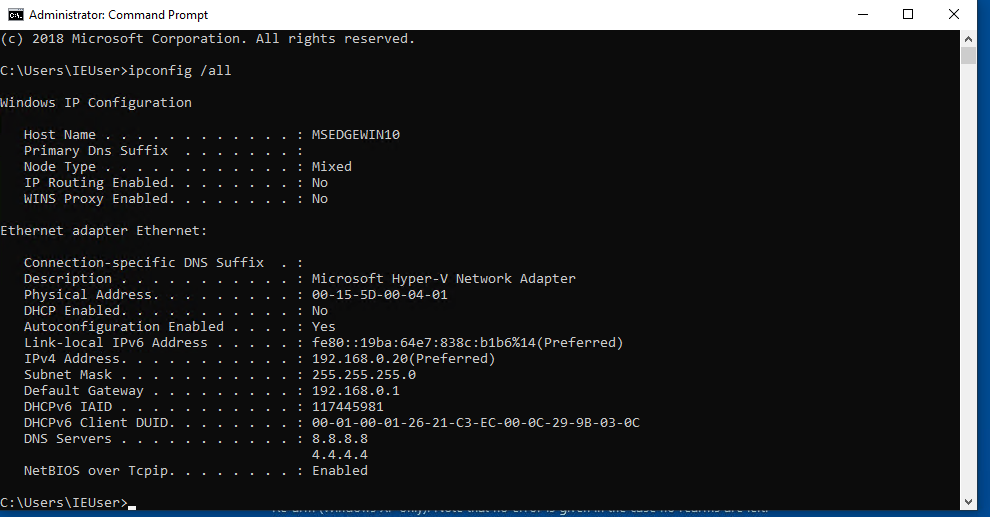 Administrator: Command Prompt
(c) 2018 Microsoft Corporation. All rights reserved.
C:\Users\IEUser>ipconfig /all
Windows IP Configuration
Host Name . . . . . . . . . . . . : MSEDGEWIN10
Primary Dns Suffix  . . . . . . . :
Node Type . . . . . . . . . . . . : Mixed
IP Routing Enabled. . . . . . . . : No
WINS Proxy Enabled. . . . . . . . : No
Ethernet adapter Ethernet:
Connection-specific DNS Suffix  . :
Description . . . . . . . . . . . : Microsoft Hyper-V Network Adapter
Physical Address. . . . . . . . . : 00-15-5D-00-04-01
DHCP Enabled. . . . . . . . . . . : No
Autoconfiguration Enabled . . . . : Yes
Link-local IPv6 Address . . . . . : fe80::19ba:64e7:838c:b1b6%14(Preferred)
IPv4 Address. . . . . . . . . . . : 192.168.0.20(Preferred)
Subnet Mask . . . . . . . . . . . : 255.255.255.0
Default Gateway . . . . . . . . . : 192.168.0.1
DHCPv6 IAID . . . . . . . . . . . : 117445981
DHCPv6 Client DUID. . . . . . . . : 00-01-00-01-26-21-C3-EC-00-0C-29-9B-03-0C
DNS Servers . . . . . . . . . . . : 8.8.8.8
4.4.4.4
NetBIOS over Tcpip. . . . . . . . : Enabled
C:\Users\IEUser>